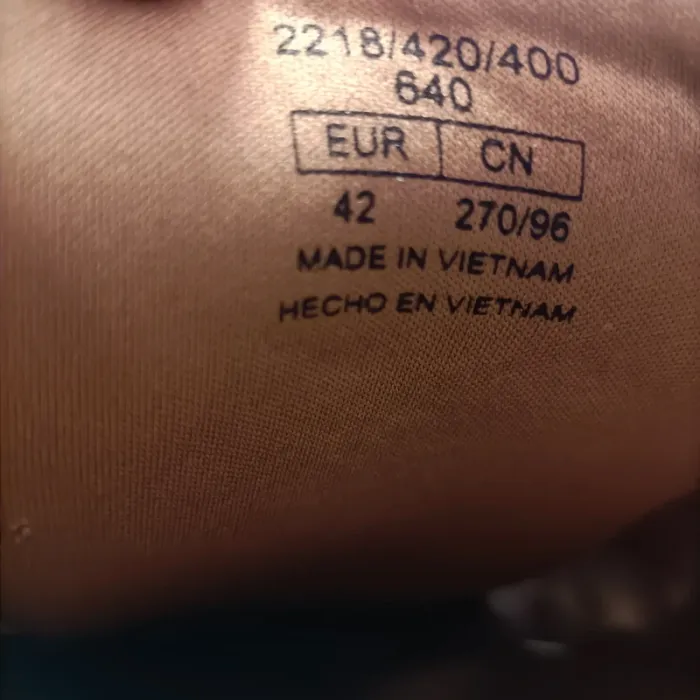 2218/420/400
640
EUR CN
42 270/96
MADE IN VIETNAM
HECHO EN VIETNAM